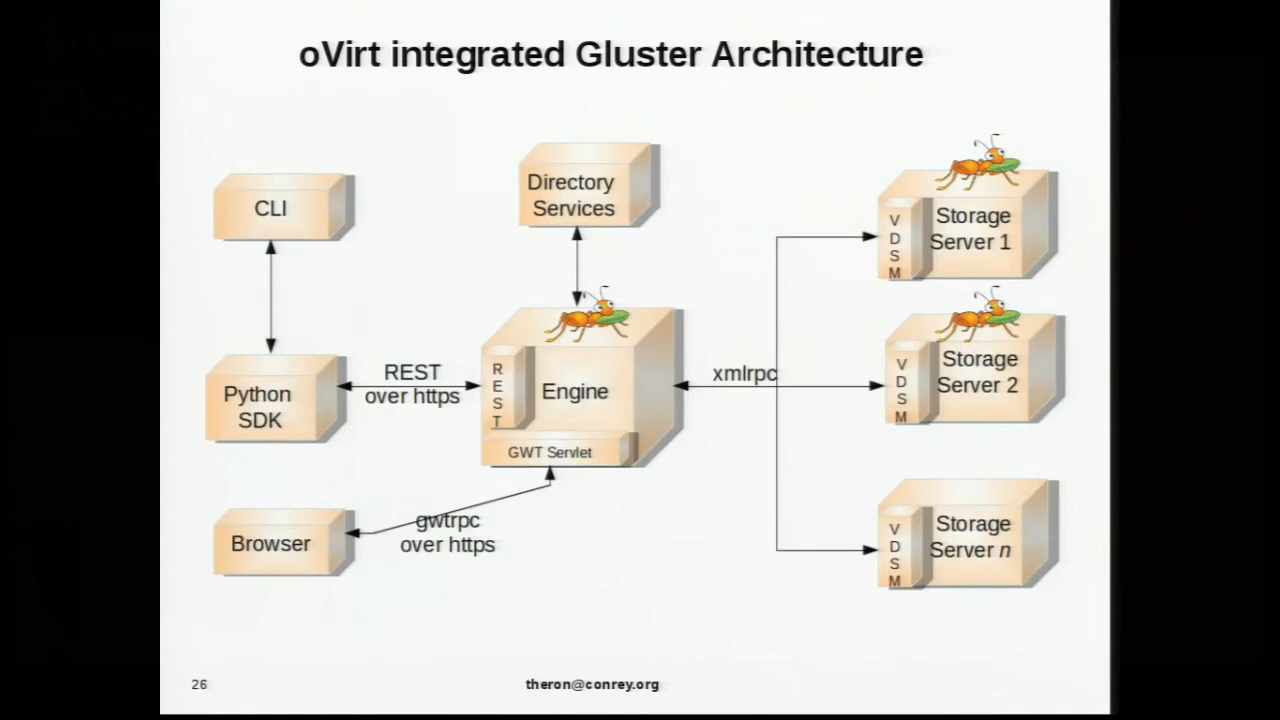 oVirt integrated Gluster Architecture
CLI
Directory
Services
V
D
S
M
Storage
Server 1
Python
SDK
REST
over https
R
E
S
T
Engine
GWT Servlet
xmlrpc
V
D
S
M
Storage
Server 2
Browser
gwtrpc
over https
V
D
S
M
Storage
Server n
26
theron@conrey.org